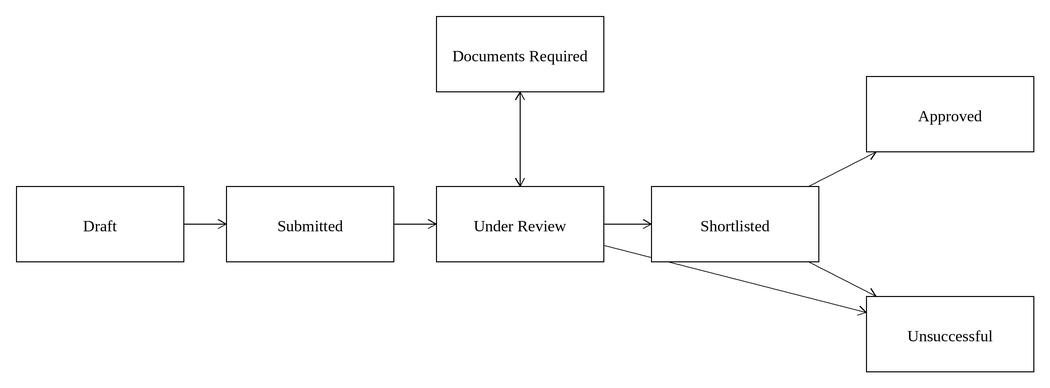 Documents Required
Approved
Draft
Submitted
Under Review
Shortlisted
Unsuccessful